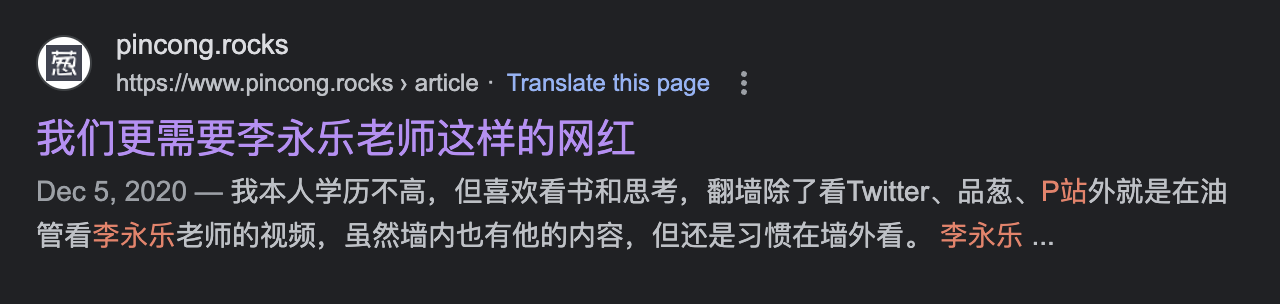 葱
pincong.rocks
https://www.pincong.rocks › article · Translate this page
我们更需要李永乐老师这样的网红
Dec 5, 2020 — 我本人学历不高，但喜欢看书和思考，翻墙除了看Twitter、品葱、P站外就是在油
管看李永乐老师的视频，虽然墙内也有他的内容，但还是习惯在墙外看。 李永乐 ...